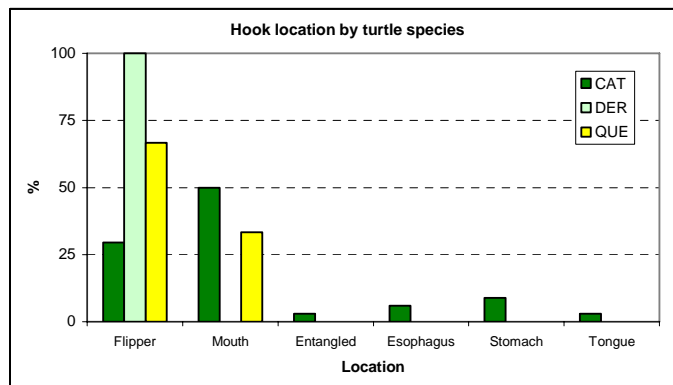 Hook location by turtle species
100
75
50
25
0
%
CAT
DER
QUE
Flipper Mouth Entangled Esophagus Stomach Tongue
Location